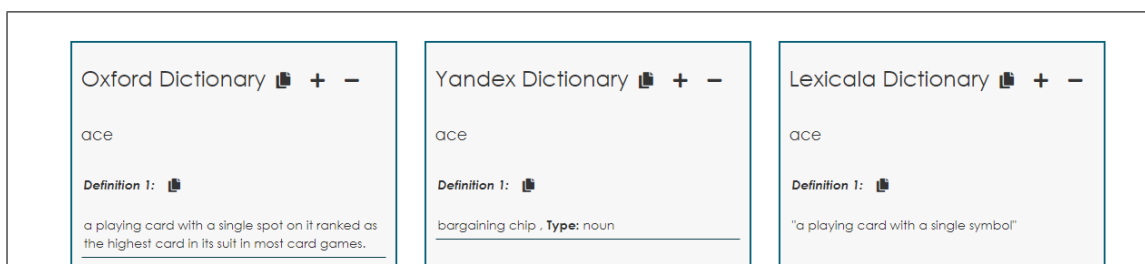 Oxford Dictionary + −
ace
Definition 1:
a playing card with a single spot on it ranked as
the highest card in its suit in most card games.
Yandex Dictionary + −
ace
Definition 1:
bargaining chip , Type: noun
Lexicala Dictionary + −
ace
Definition 1:
"a playing card with a single symbol"